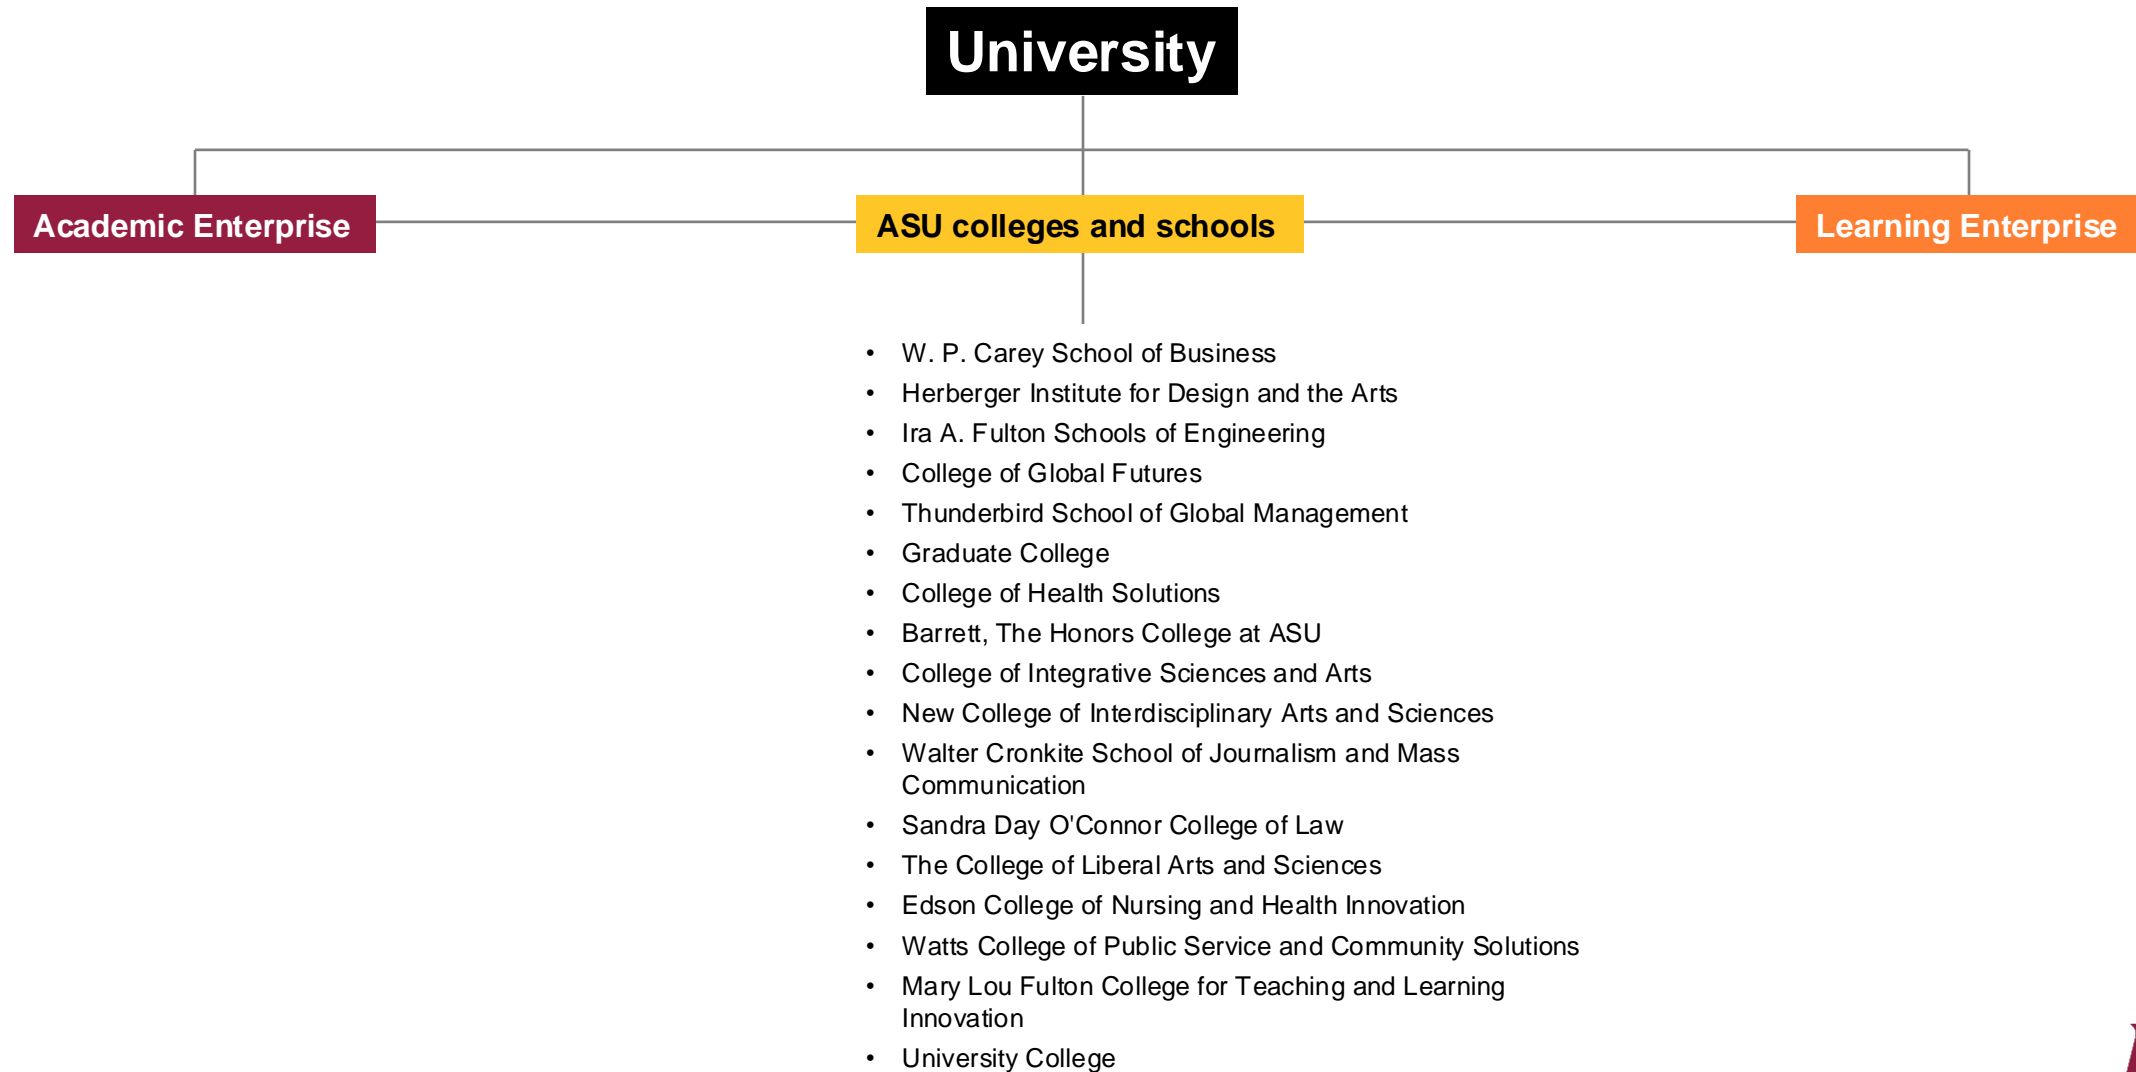 University
Academic Enterprise
ASU colleges and schools
Learning Enterprise
• W. P. Carey School of Business
• Herberger Institute for Design and the Arts
• Ira A. Fulton Schools of Engineering
• College of Global Futures
• Thunderbird School of Global Management
• Graduate College
• College of Health Solutions
• Barrett, The Honors College at ASU
• College of Integrative Sciences and Arts
• New College of Interdisciplinary Arts and Sciences
• Walter Cronkite School of Journalism and Mass
Communication
• Sandra Day O'Connor College of Law
• The College of Liberal Arts and Sciences
• Edson College of Nursing and Health Innovation
• Watts College of Public Service and Community Solutions
• Mary Lou Fulton College for Teaching and Learning
Innovation
• University College